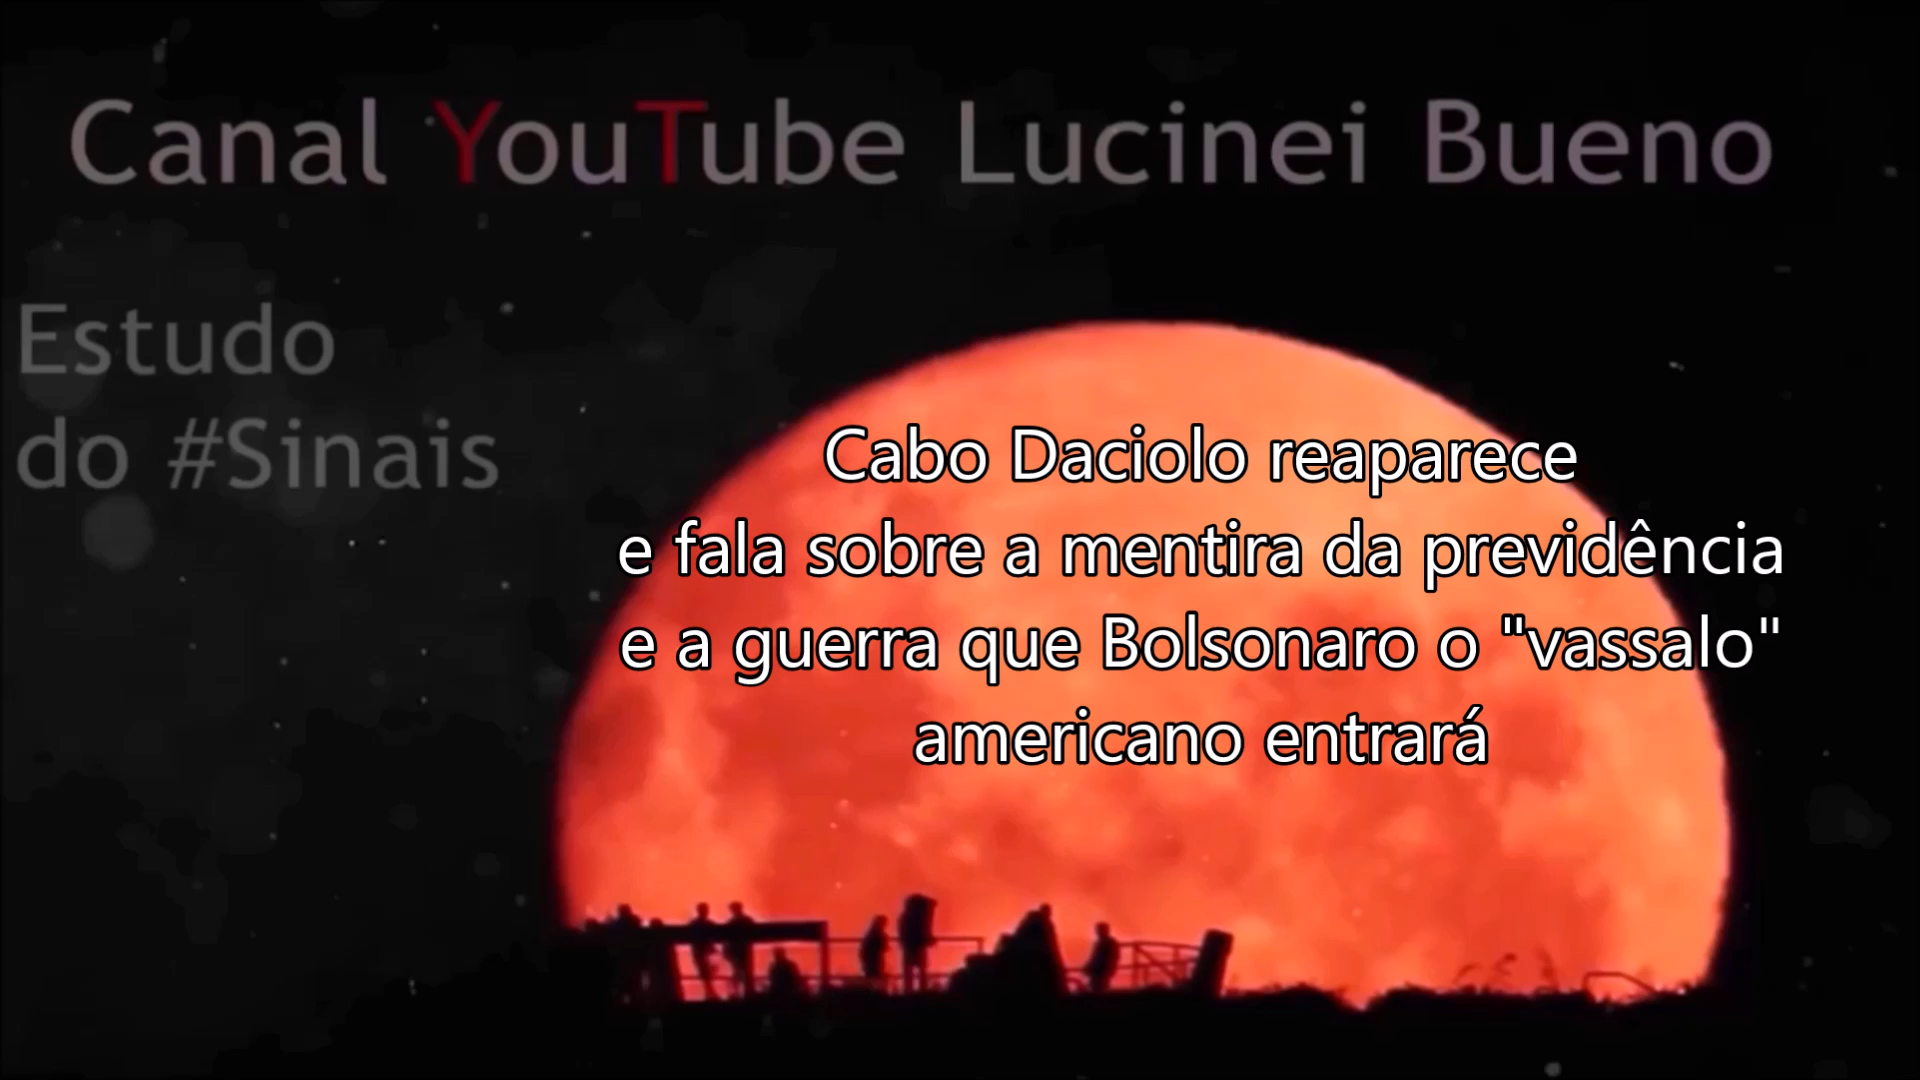 Canal YouTube Lucinei Bueno
Estudo
do #Sinais
Cabo Daciolo reaparece
e fala sobre a mentira da previdência
e a guerra que Bolsonaro o "vassalo"
americano entrará